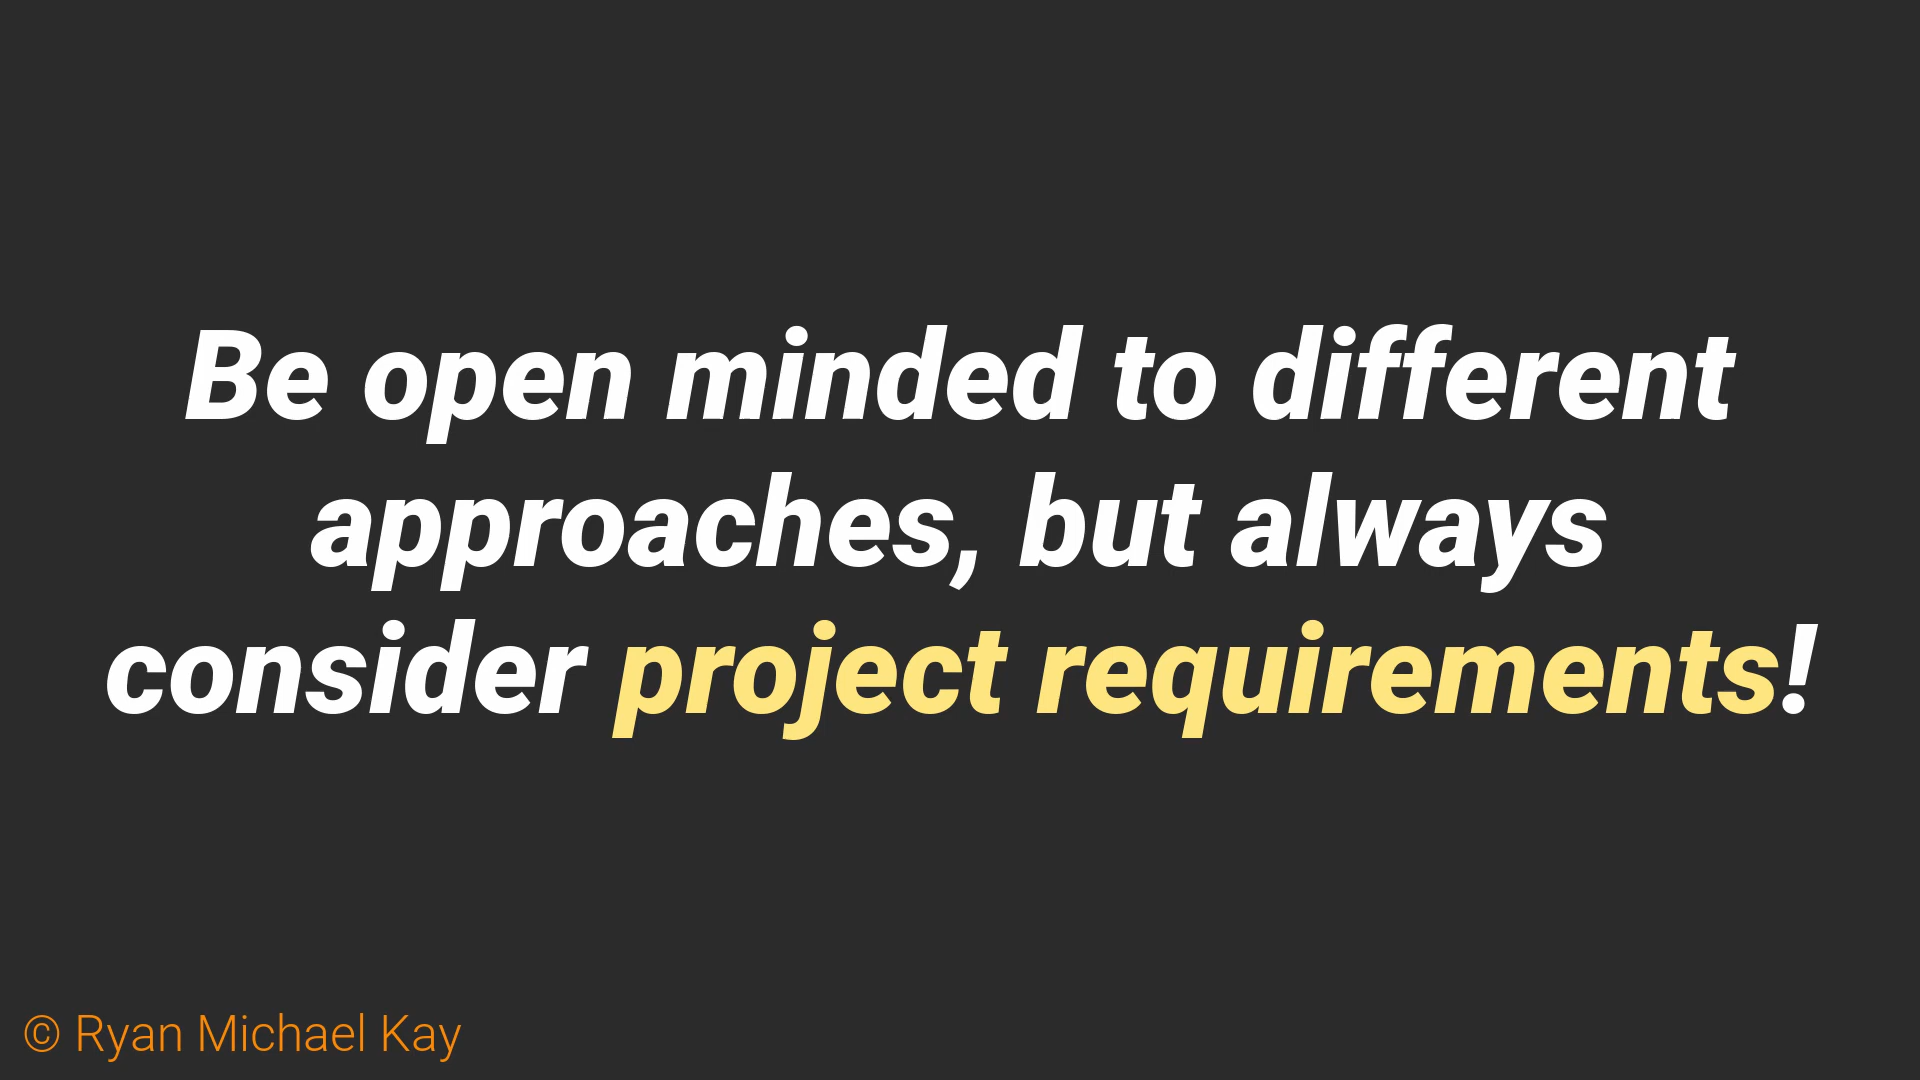 Be open minded to different
approaches, but always
consider project requirements!
© Ryan Michael Kay